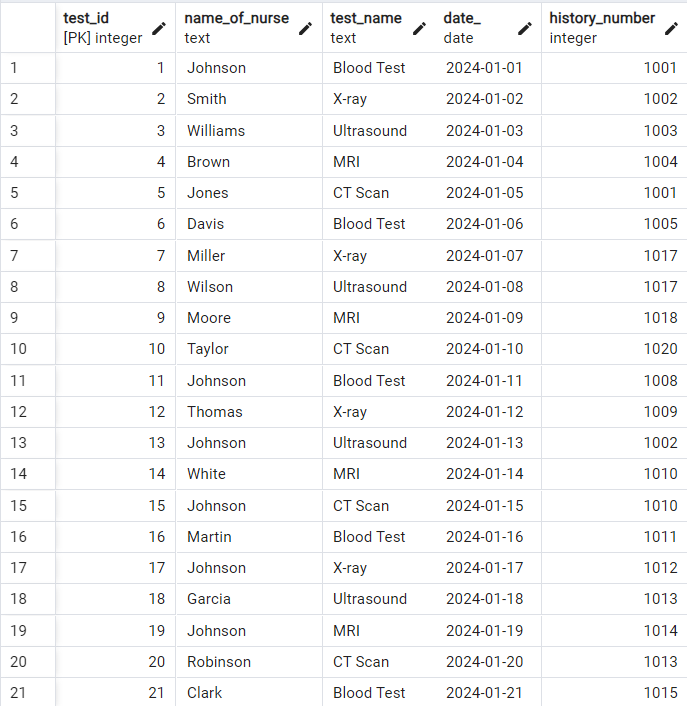 test_id name_of_nurse test_name date_ history_number
[PK] integer text text date integer
1 1 Johnson Blood Test 2024-01-01 1001
2 2 Smith X-ray 2024-01-02 1002
3 3 Williams Ultrasound 2024-01-03 1003
4 4 Brown MRI 2024-01-04 1004
5 5 Jones CT Scan 2024-01-05 1001
6 6 Davis Blood Test 2024-01-06 1005
7 7 Miller X-ray 2024-01-07 1017
8 8 Wilson Ultrasound 2024-01-08 1017
9 9 Moore MRI 2024-01-09 1018
10 10 Taylor CT Scan 2024-01-10 1020
11 11 Johnson Blood Test 2024-01-11 1008
12 12 Thomas X-ray 2024-01-12 1009
13 13 Johnson Ultrasound 2024-01-13 1002
14 14 White MRI 2024-01-14 1010
15 15 Johnson CT Scan 2024-01-15 1010
16 16 Martin Blood Test 2024-01-16 1011
17 17 Johnson X-ray 2024-01-17 1012
18 18 Garcia Ultrasound 2024-01-18 1013
19 19 Johnson MRI 2024-01-19 1014
20 20 Robinson CT Scan 2024-01-20 1013
21 21 Clark Blood Test 2024-01-21 1015